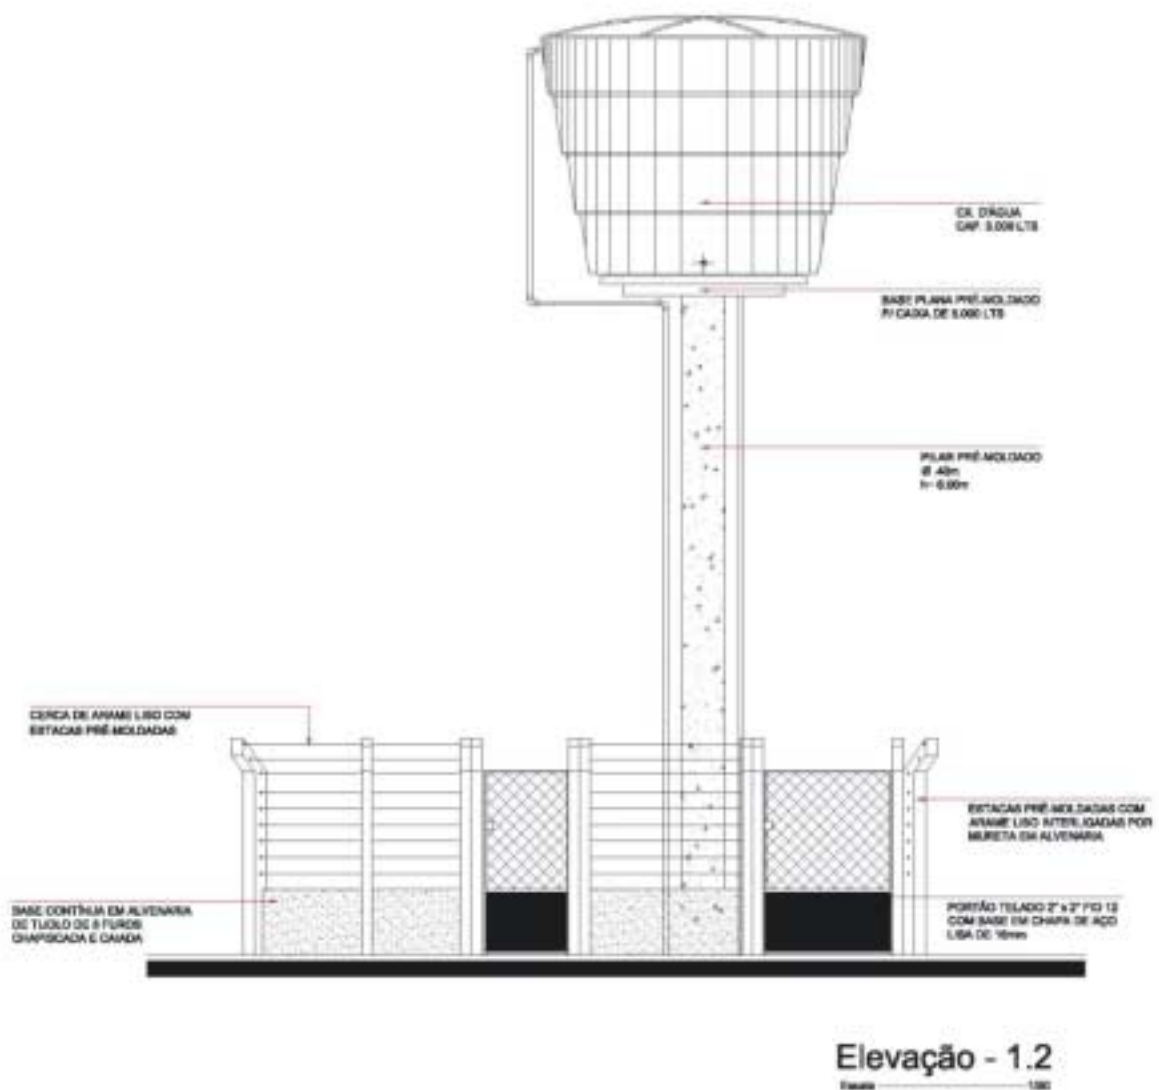 CX. D'ÁGUA
CAP. 5.000 LTS
BASE PLANA PRÉ-MOLDADO
P/ CAIXA DE 5.000 LTS
PILAR PRÉ-MOLDADO
Ø .40m
h=
CERCA DE ARAME LISO COM
ESTACAS PRÉ-MOLDADAS
ESTACAS PRÉ-MOLDADAS COM
ARAME LISO INTERLIGADAS POR
MURETA EM ALVENARIA
BASE CONTÍNUA EM ALVENARIA
DE TIJOLO DE 8 FUROS
CHAPISCADA E CAIADA
PORTÃO TELADO 2" x 2" FIO 12
COM BASE EM CHAPA DE AÇO
LISA DE
Elevação - 1.2
Escala